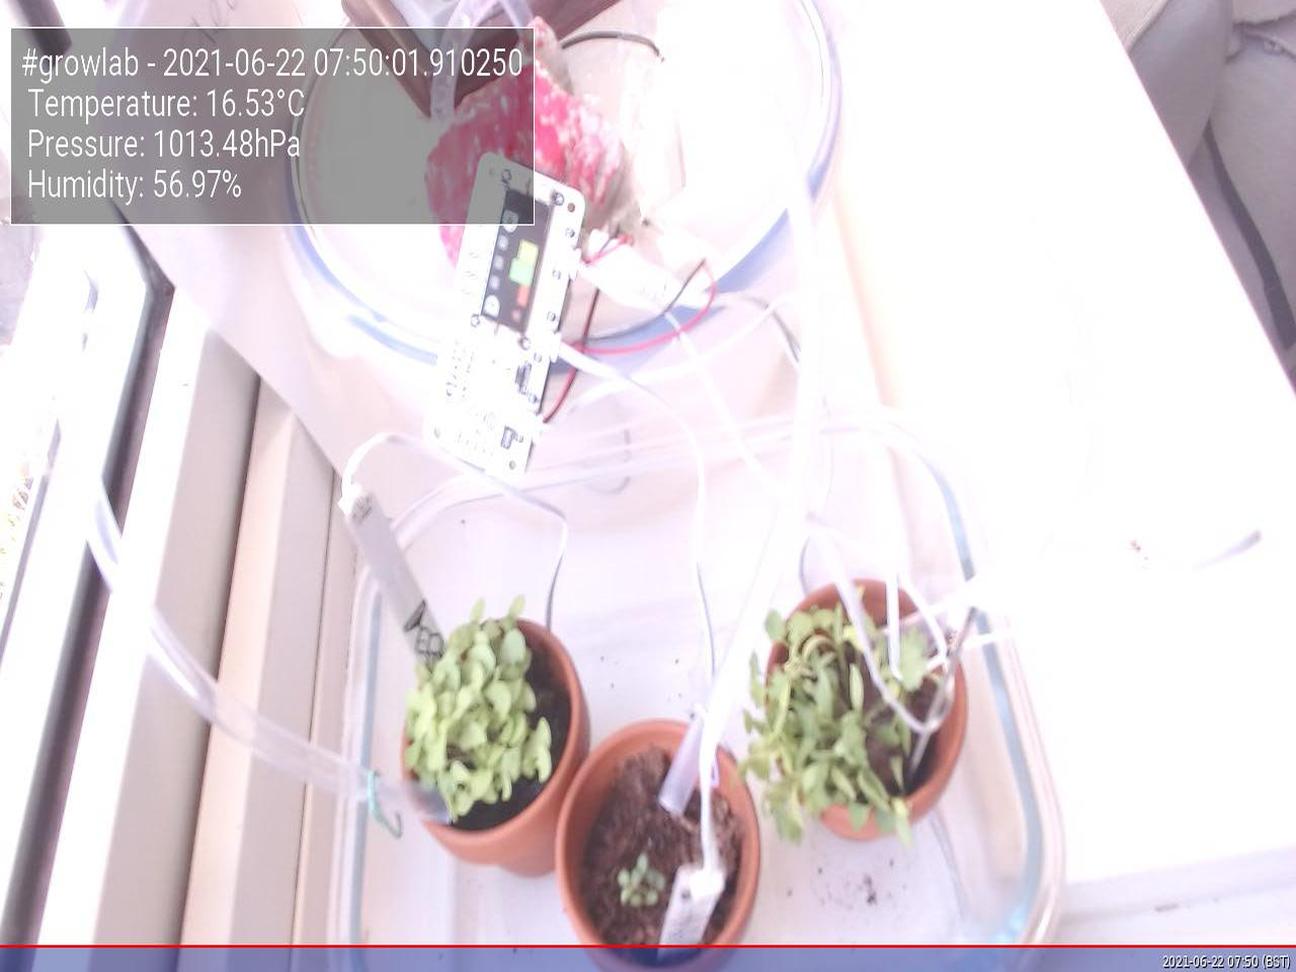 #growlab - 2021-06-22 07:50:01.910250
Temperature: 16.53°C
Pressure: 1013.48hPa
Humidity: 56.97%
2021-06-22 07:50 (BST)